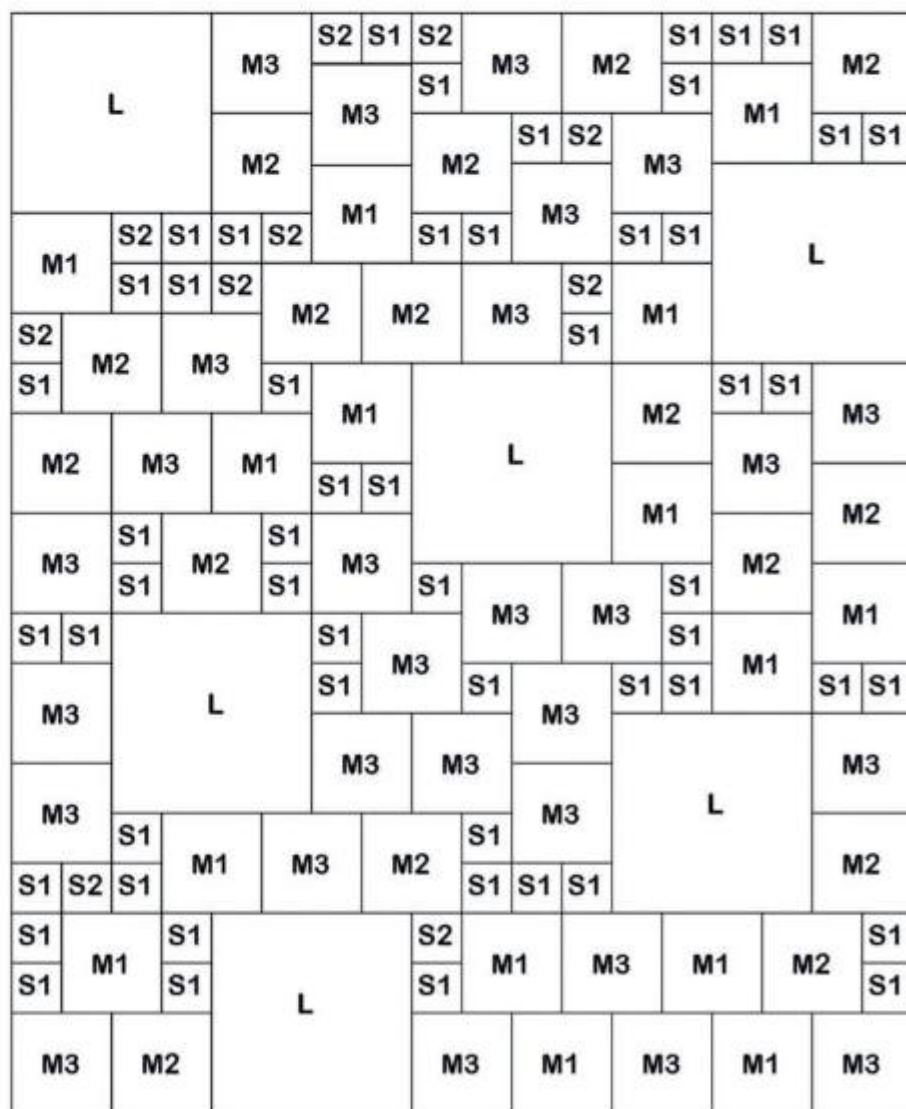 S2 S1 S2 S1 S1 S1
M3 M3 M2 M2
S1 S1
L
M3 M1
S1 S2 S1 S1
M2 M2 M3
M1 M3
S2 S1 S1 S2 S1 S1 S1 S1
L
M1
S1 S1 S2 S2
M2 M2 M3 M1
S2 S1
M2 M3
S1 S1 S1 S1
M1 M2 M3
L
M2 M3 M1 M3
S1 S1
M1 M2
S1 S1
M3 M2 M3 M2
S1 S1 S1 S1
M3 M3 M1
S1 S1 S1 S1
M3 M1
S1 S1 S1 S1 S1 S1
L
M3 M3
M3 M3 M3
L
M3 M3
S1 S1
M1 M3 M2 M2
S1 S2 S1 S1 S1 S1
S1 S1 S2 S1
M1 M1 M3 M1 M2
S1 S1 S1 S1
L
M3 M2 M3 M1 M3 M1 M3